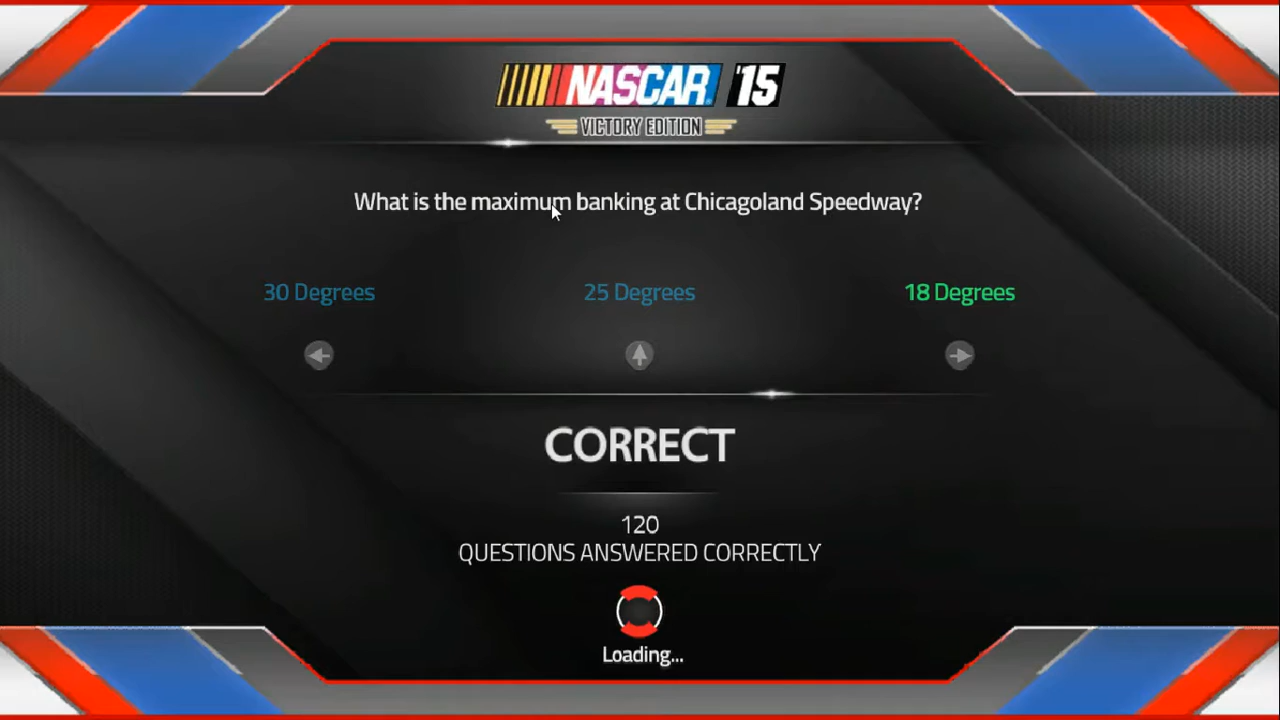 NASCAR '15
VICTORY EDITION
What is the maximum banking at Chicagoland Speedway?
30 Degrees 25 Degrees 18 Degrees
CORRECT
120
QUESTIONS ANSWERED CORRECTLY
Loading...